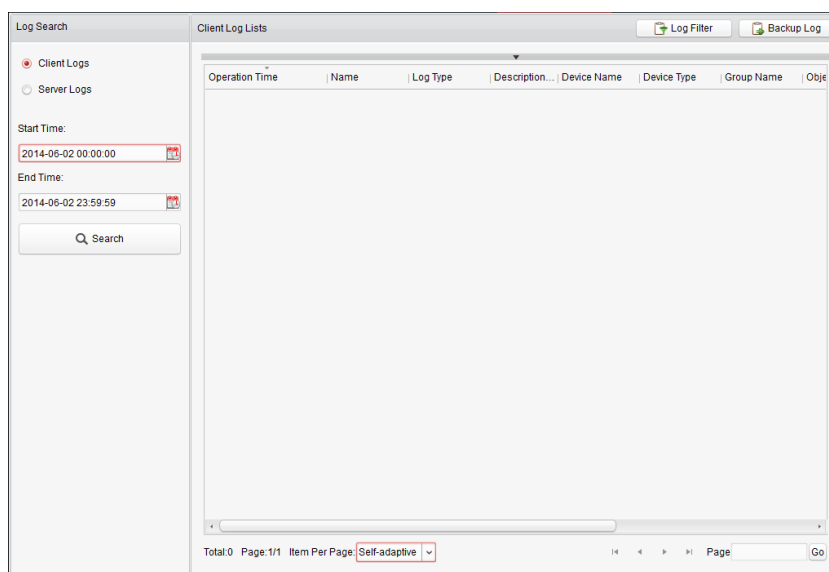 Log Search
Client Log Lists
Log Filter
Backup Log
Client Logs
Server Logs
Start Time:
2014-06-02 00:00:00
End Time:
2014-06-02 23:59:59
Search
Operation Time Name Log Type Description... Device Name Device Type Group Name Obje
Total:0 Page:1/1 Item Per Page: Self-adaptive Page Go